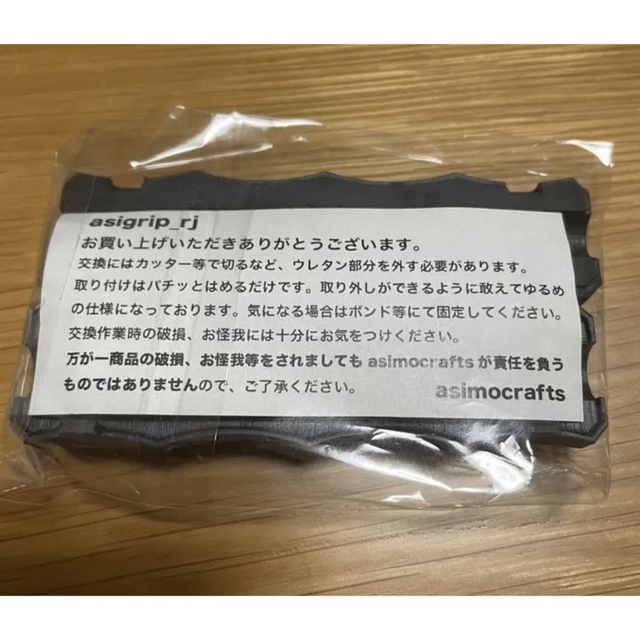 asigrip_rj
お買い上げいただきありがとうございます。
交換にはカッター等で切るなど、ウレタン部分を外す必要があります。
取り付けはパチッとはめるだけです。取り外しができるように敢えてゆるめ
の仕様になっております。気になる場合はボンド等にて固定してください。
交換作業時の破損、お怪我には十分にお気をつけください。
万が一商品の破損、お怪我等をされましても asimocrafts が責任を負う
ものではありませんので、ご了承ください。
asimocrafts